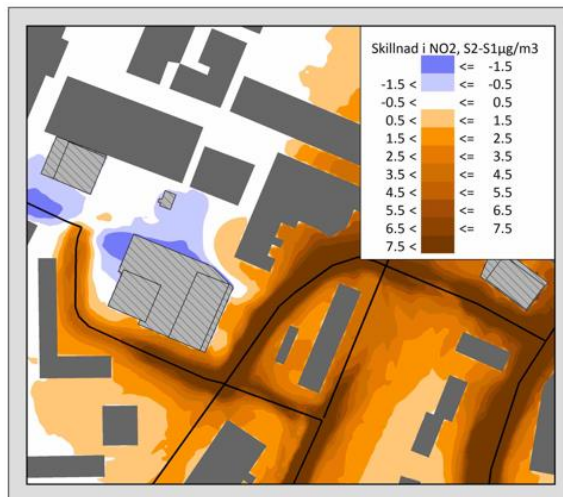 Skillnad i NO2, S2-S1µg/m3
<= -1.5
-1.5 < <= -0.5
-0.5 < <= 0.5
0.5 < <= 1.5
1.5 < <= 2.5
2.5 < <= 3.5
3.5 < <= 4.5
4.5 < <= 5.5
5.5 < <= 6.5
6.5 < <= 7.5
7.5 <